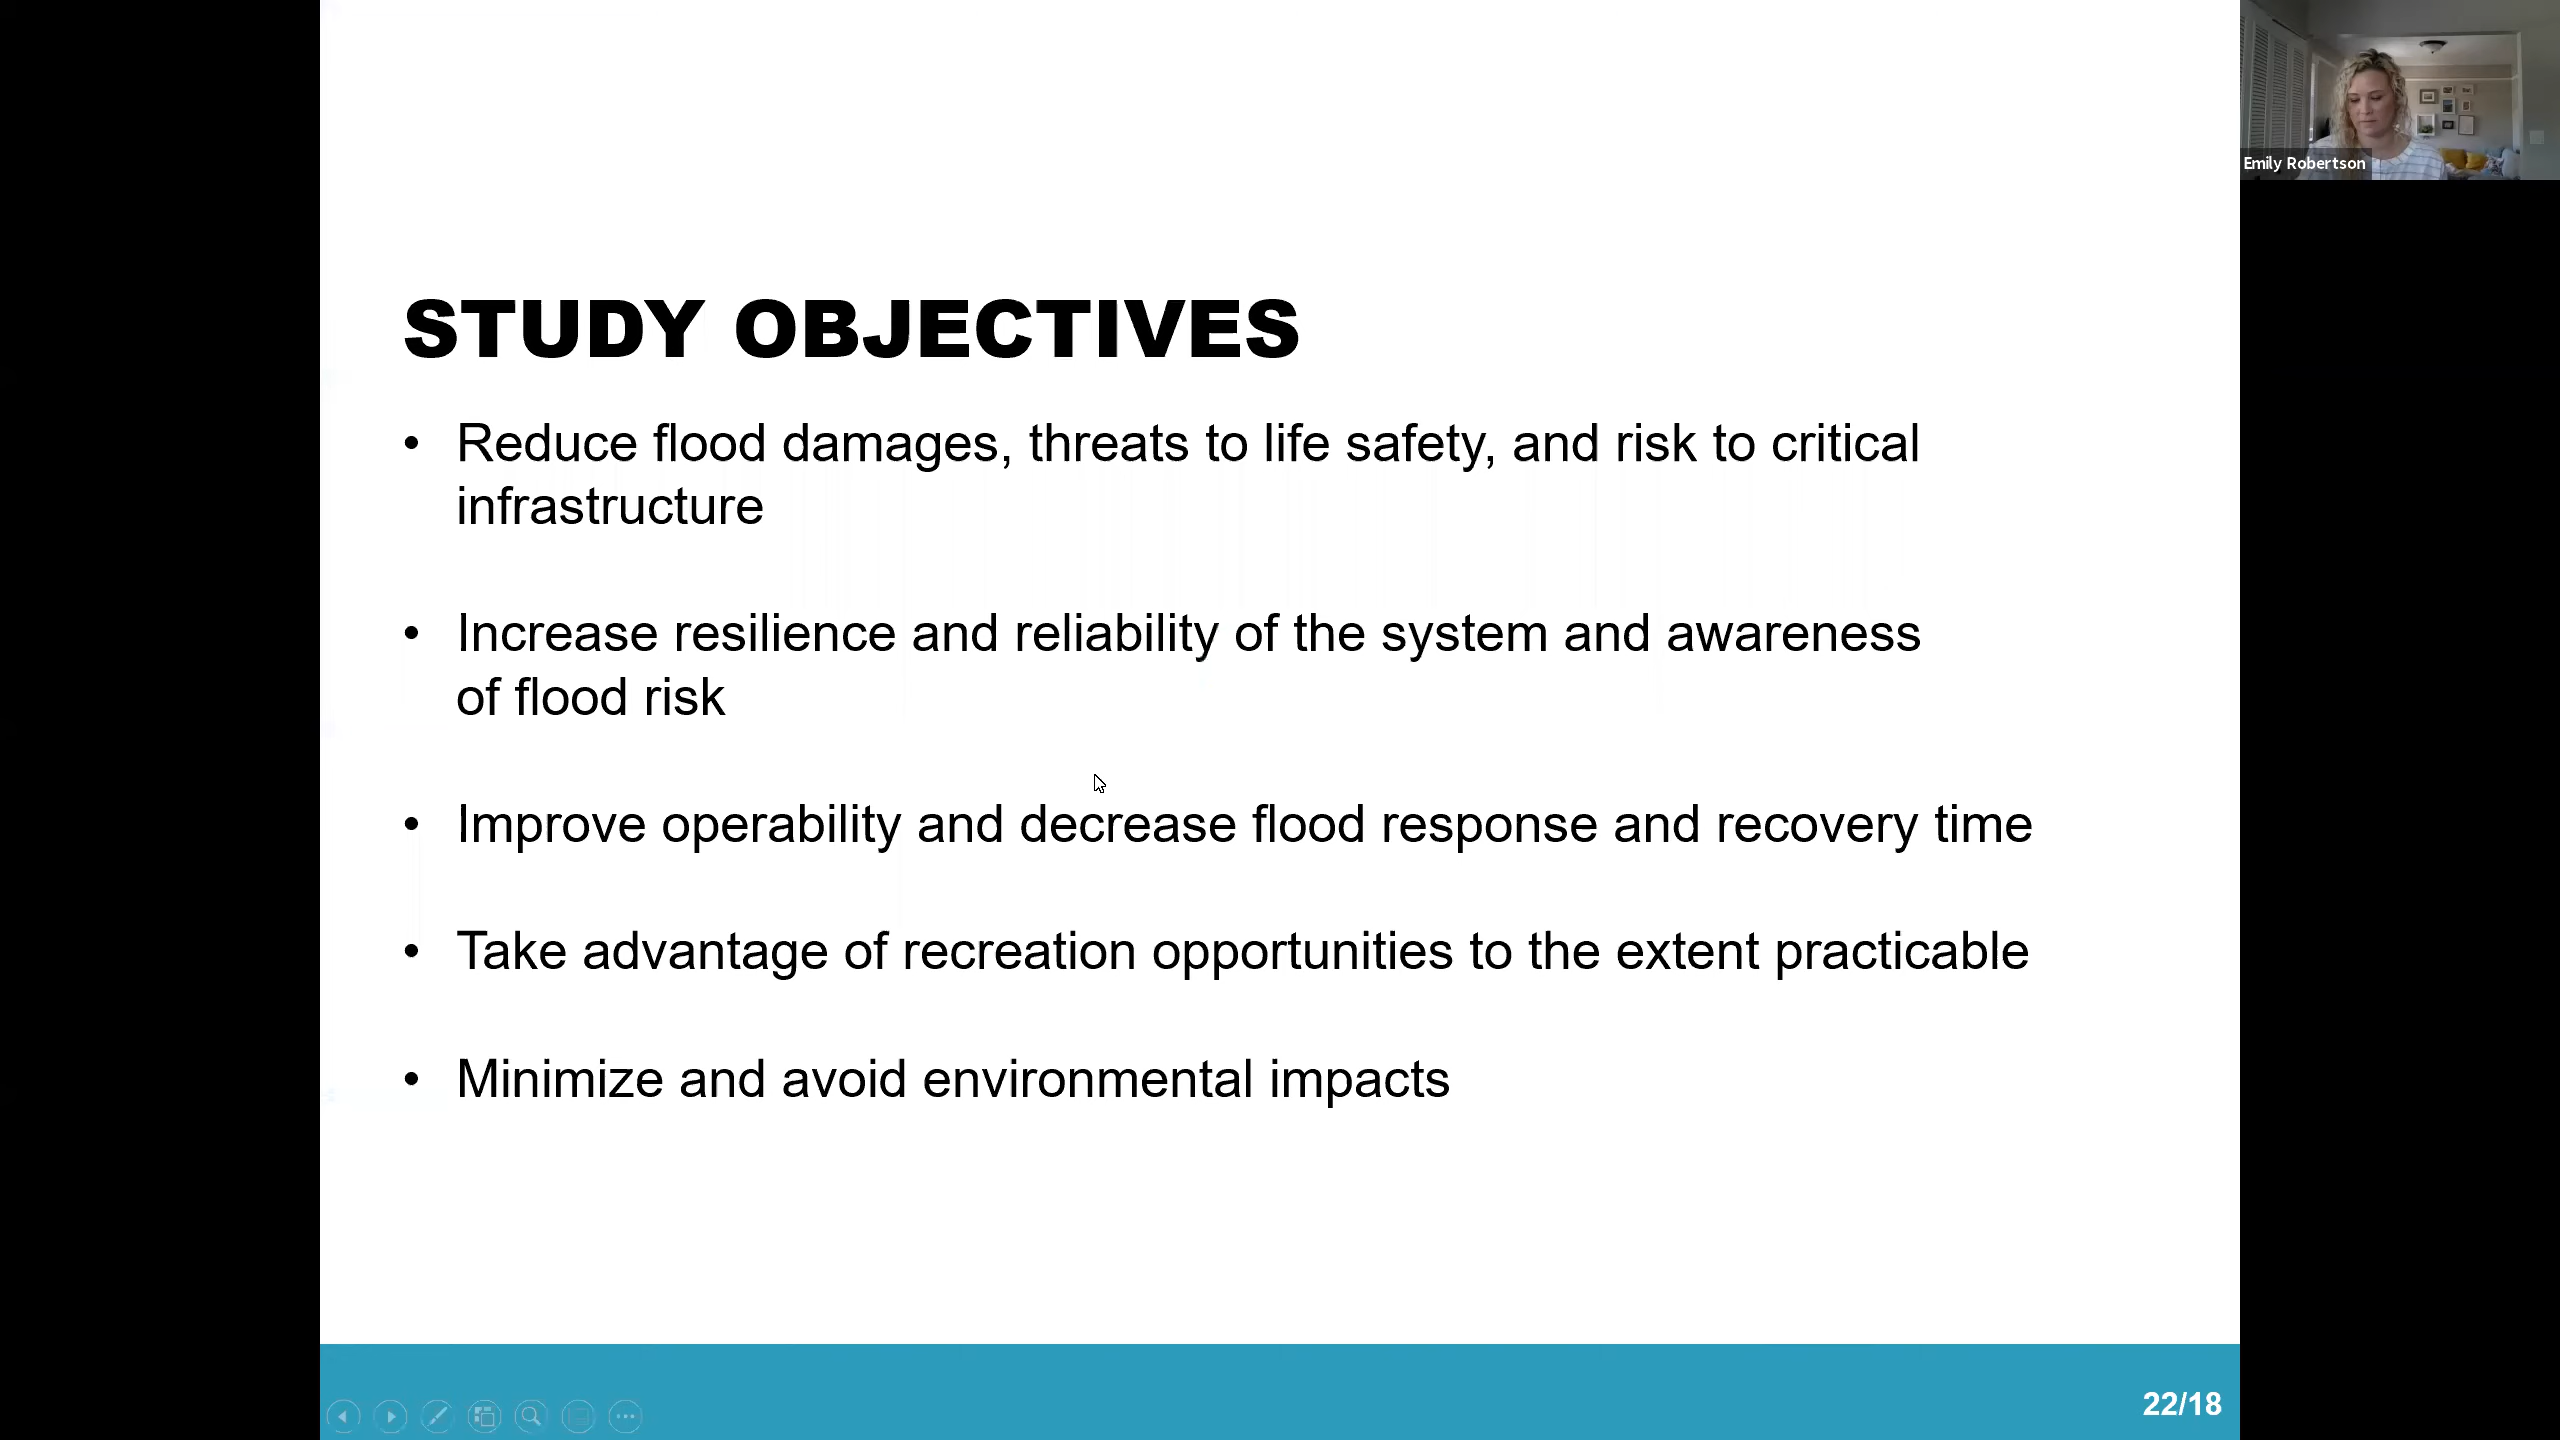 Emily Robertson
STUDY OBJECTIVES
• Reduce flood damages, threats to life safety, and risk to critical
infrastructure
• Increase resilience and reliability of the system and awareness
of flood risk
• Improve operability and decrease flood response and recovery time
• Take advantage of recreation opportunities to the extent practicable
• Minimize and avoid environmental impacts
22/18